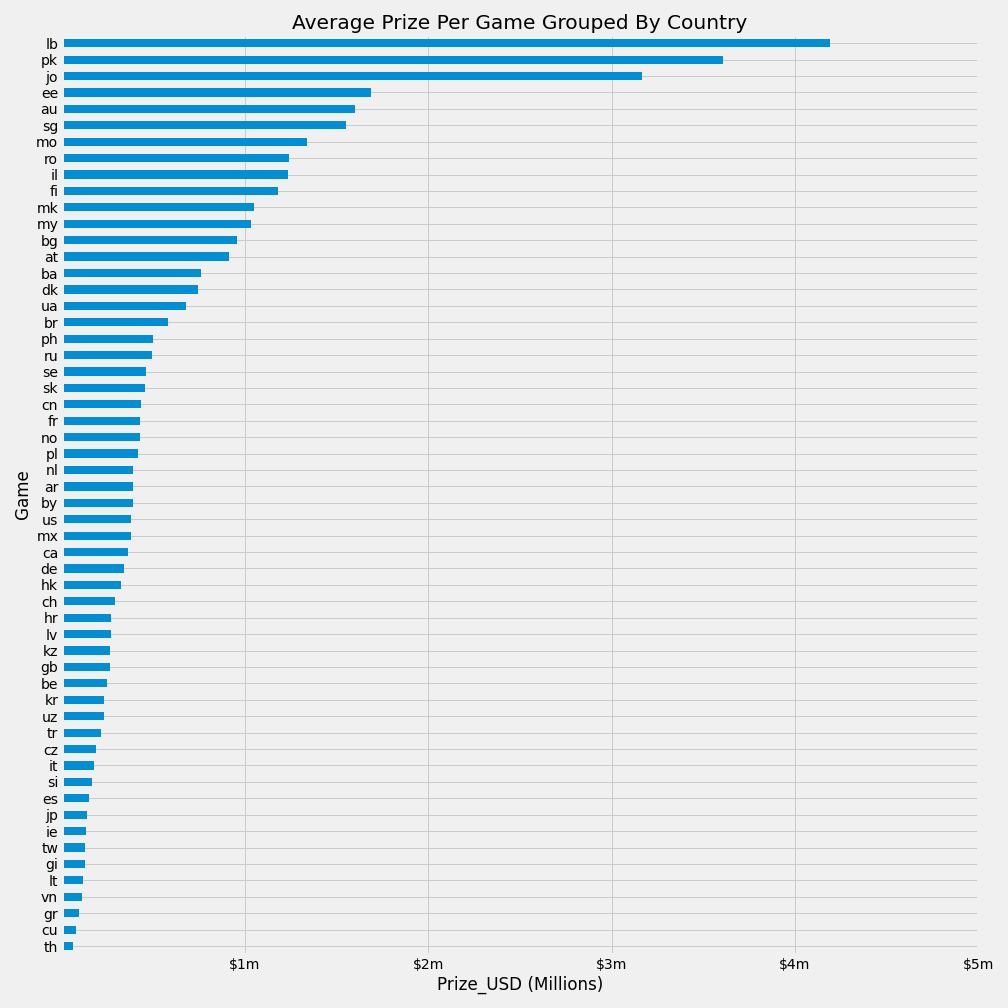 Average Prize Per Game Grouped By Country
lb
pk
jo
ee
au
sg
mo
ro
il
fi
mk
my
bg
at
ba
dk
ua
br
ph
ru
se
sk
cn
fr
no
pl
nl
ar
by
us
mx
ca
de
hk
ch
hr
lv
kz
gb
be
kr
uz
tr
cz
it
si
es
jp
ie
tw
gi
lt
vn
gr
cu
th
Game
$1m $2m $3m $4m $5m
Prize_USD (Millions)